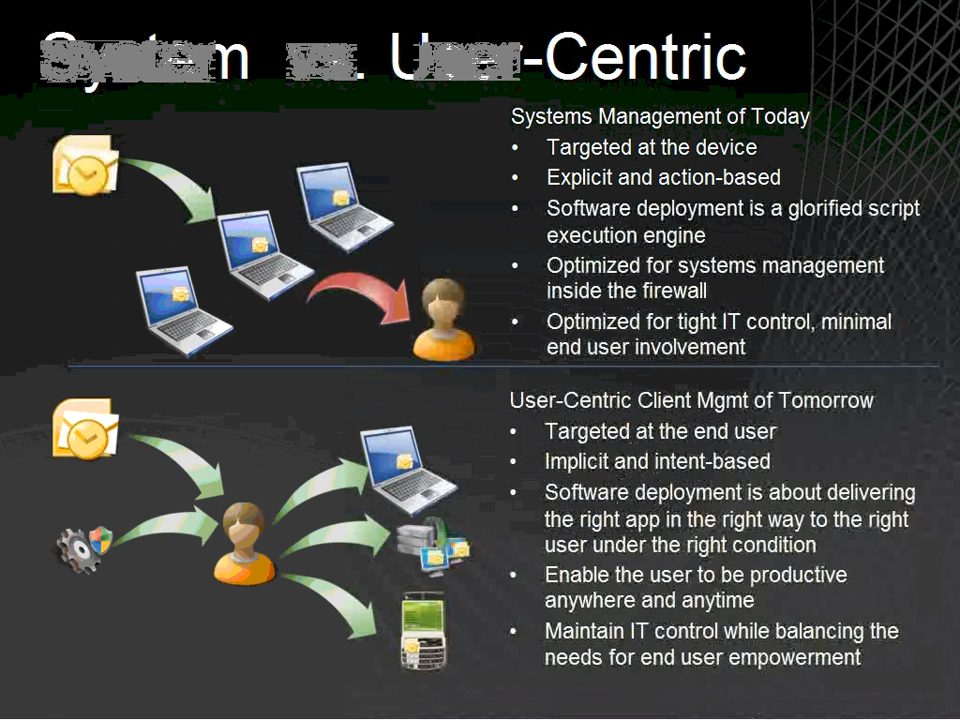 System vs. User-Centric
Systems Management of Today
• Targeted at the device
• Explicit and action-based
• Software deployment is a glorified script
execution engine
• Optimized for systems management
inside the firewall
• Optimized for tight IT control, minimal
end user involvement
User-Centric Client Mgmt of Tomorrow
• Targeted at the end user
• Implicit and intent-based
• Software deployment is about delivering
the right app in the right way to the right
user under the right condition
• Enable the user to be productive
anywhere and anytime
• Maintain IT control while balancing the
needs for end user empowerment